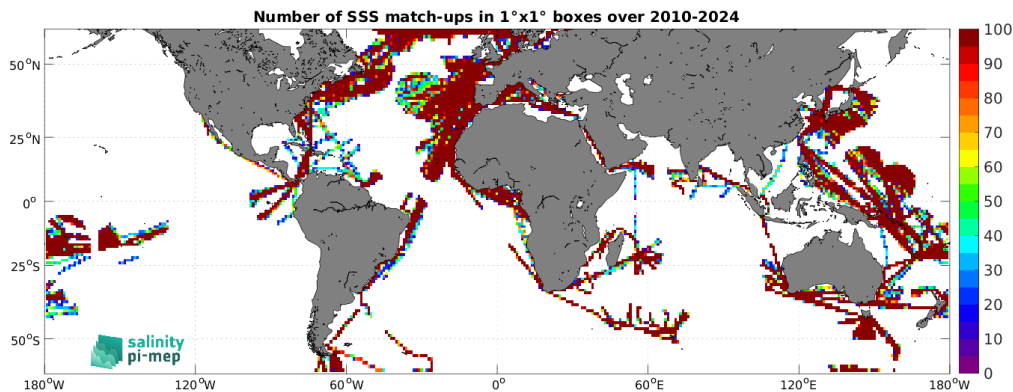 Number of SSS match-ups in 1°x1° boxes over 2010-2024
50°N
25°N
0°
25°S
50°S
180°W
120°W
60°W
0°
60°E
120°E
180°W
100
90
80
70
60
50
40
30
20
10
0
salinity
pi-mep